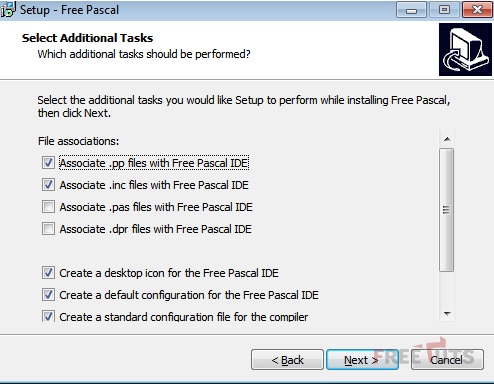 Setup - Free Pascal
Select Additional Tasks
Which additional tasks should be performed?
Select the additional tasks you would like Setup to perform while installing Free Pascal,
then click Next.
File associations:
Associate .pp files with Free Pascal IDE
Associate .inc files with Free Pascal IDE
Associate .pas files with Free Pascal IDE
Associate .dpr files with Free Pascal IDE
Create a desktop icon for the Free Pascal IDE
Create a default configuration for the Free Pascal IDE
Create a standard configuration file for the compiler
< Back
Next >
Cancel
FREETUTS